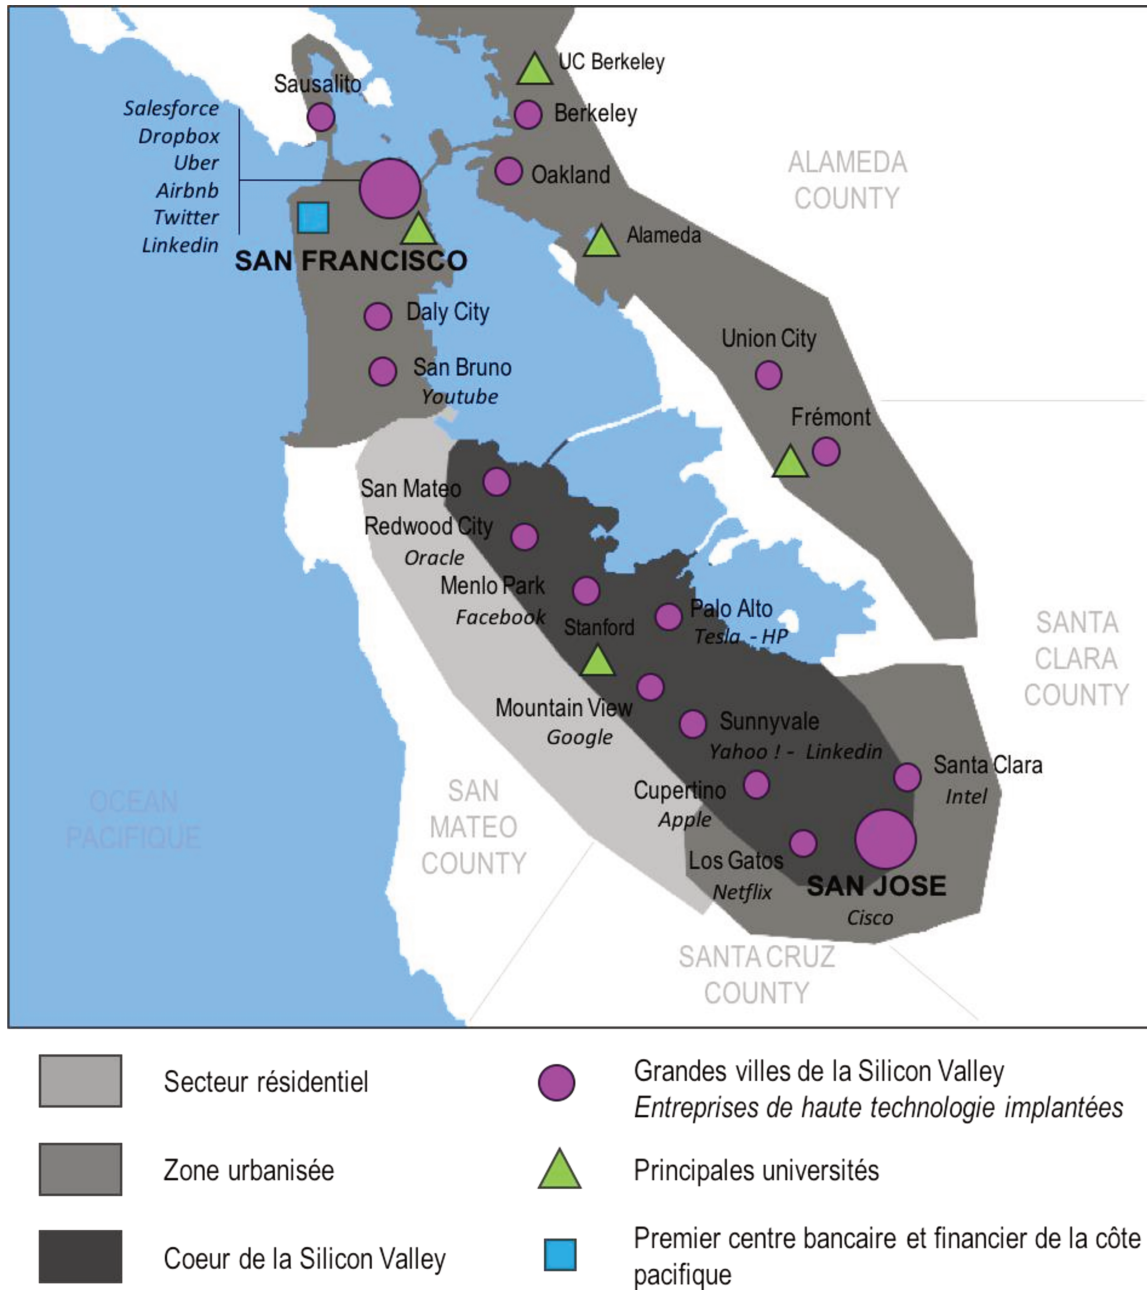 UC Berkeley
Sausalito
Berkeley
Salesforce
Dropbox
Uber
Airbnb
Twitter
Linkedin
Oakland
ALAMEDA
COUNTY
Alameda
SAN FRANCISCO
Daly City
San Bruno
Youtube
Union City
Frémont
San Mateo
Redwood City
Oracle
Menlo Park
Facebook
Stanford
Palo Alto
Tesla - HP
SANTA
CLARA
COUNTY
Mountain View
Google
Sunnyvale
Yahoo ! - Linkedin
Santa Clara
Intel
Cupertino
Apple
OCEAN
PACIFIQUE
SAN
MATEO
COUNTY
Los Gatos
Netflix
SAN JOSE
Cisco
SANTA CRUZ
COUNTY
Secteur résidentiel
Zone urbanisée
Coeur de la Silicon Valley
Grandes villes de la Silicon Valley
Entreprises de haute technologie implantées
Principales universités
Premier centre bancaire et financier de la côte
pacifique